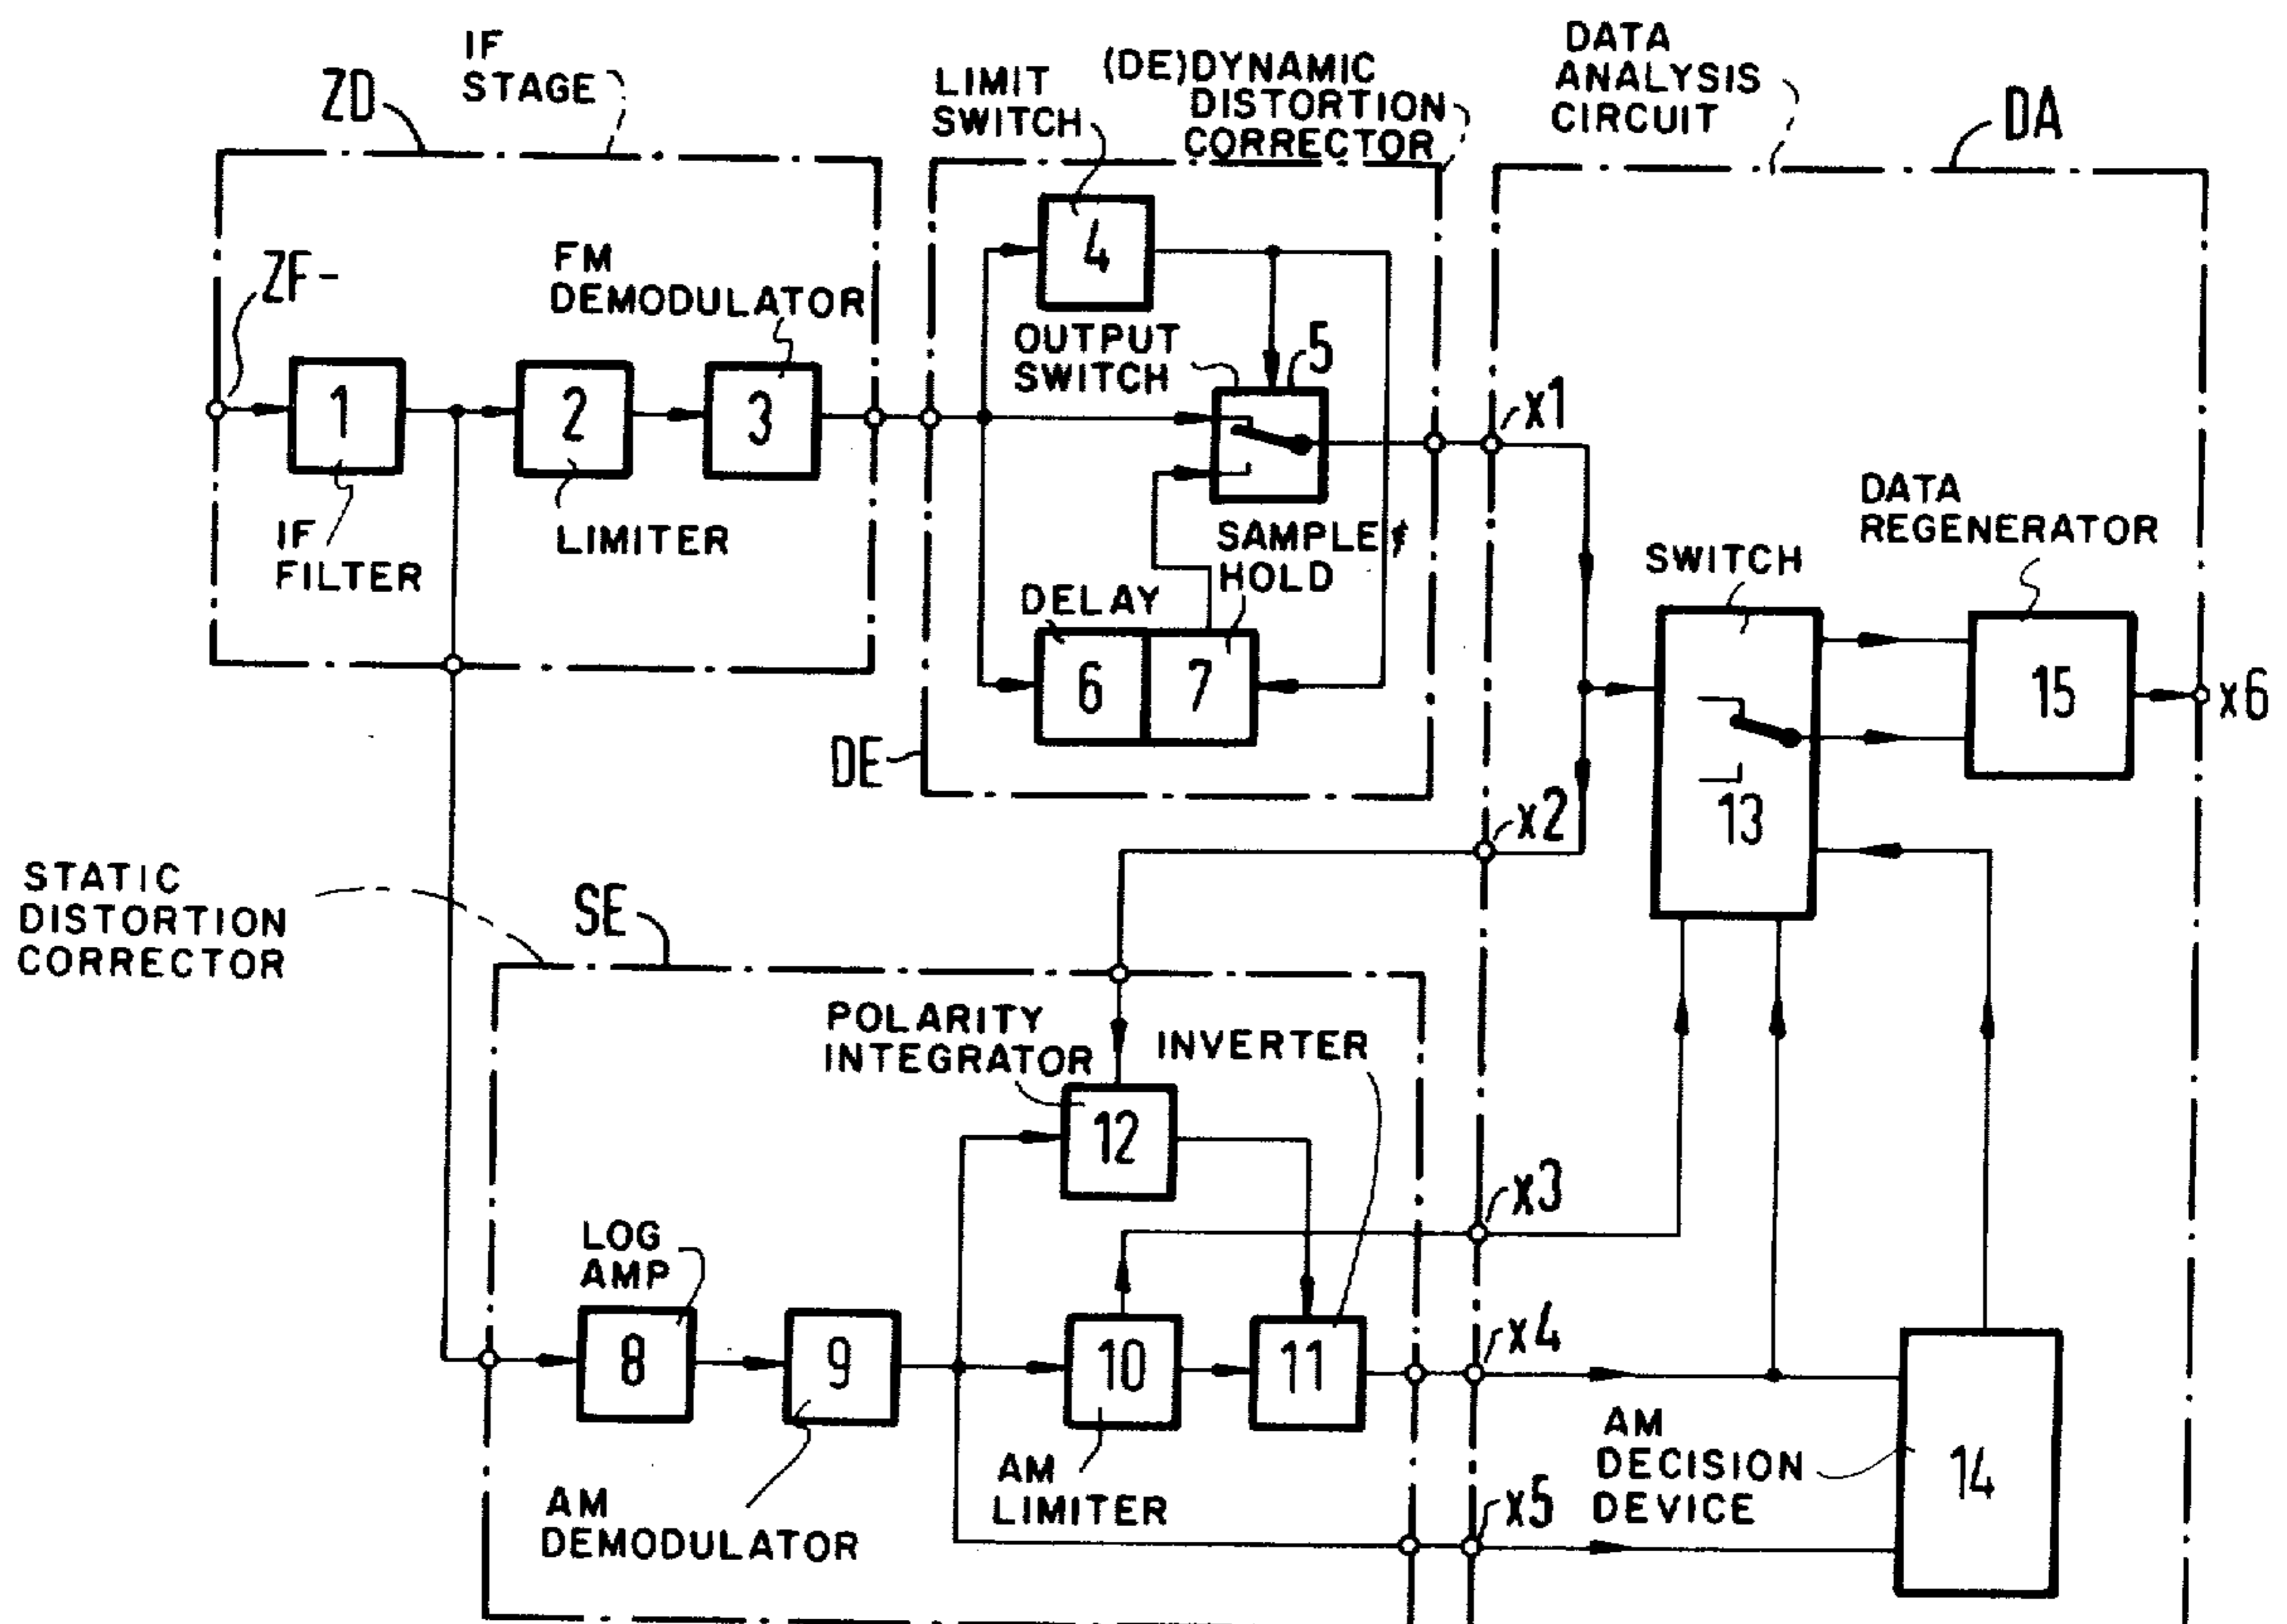 IF
STAGE
ZD
(DE)DYNAMIC
DISTORTION
CORRECTOR
LIMIT
SWITCH
DATA
ANALYSIS
CIRCUIT
DA
ZF-
FM
DEMODULATOR
4
OUTPUT
SWITCH
5
1
2
3
x1
IF
FILTER
LIMITER
SAMPLE &
HOLD
DELAY
6
7
DE
DATA
REGENERATOR
SWITCH
13
15
x6
x2
STATIC
DISTORTION
CORRECTOR
SE
POLARITY
INTEGRATOR
INVERTER
12
x3
LOG
AMP
8
9
10
11
x4
AM
DEMODULATOR
AM
LIMITER
x5
AM
DECISION
DEVICE
14